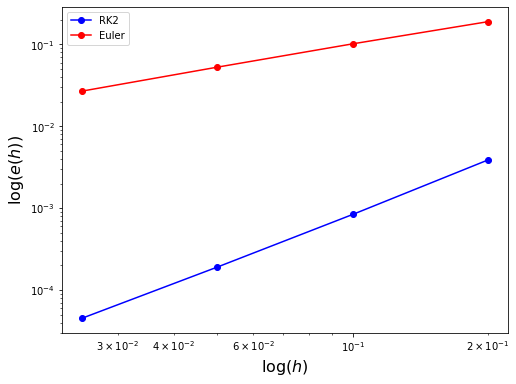 RK2
Euler
10⁻¹
10⁻²
10⁻³
10⁻⁴
log(e(h))
3 × 10⁻² 4 × 10⁻² 6 × 10⁻² 10⁻¹ 2 × 10⁻¹
log(h)